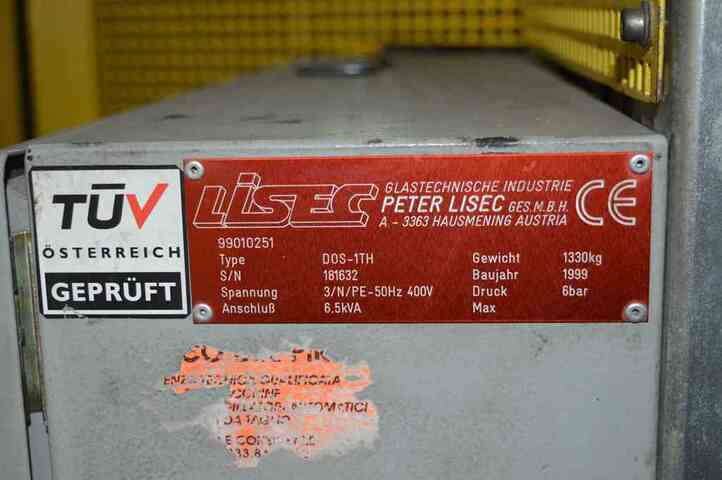 TÜV
ÖSTERREICH
GEPRÜFT
LISEC
GLASTECHNISCHE INDUSTRIE
PETER LISEC GES.M.B.H.
A.- 3363 HAUSMENING AUSTRIA
CE
99010251
Type DOS-1TH Gewicht 1330kg
S/N 181632 Baujahr 1999
Spannung 3/N/PE-50Hz 400V Druck 6bar
Anschluß 6.5kVA Max
QUALIFICATA